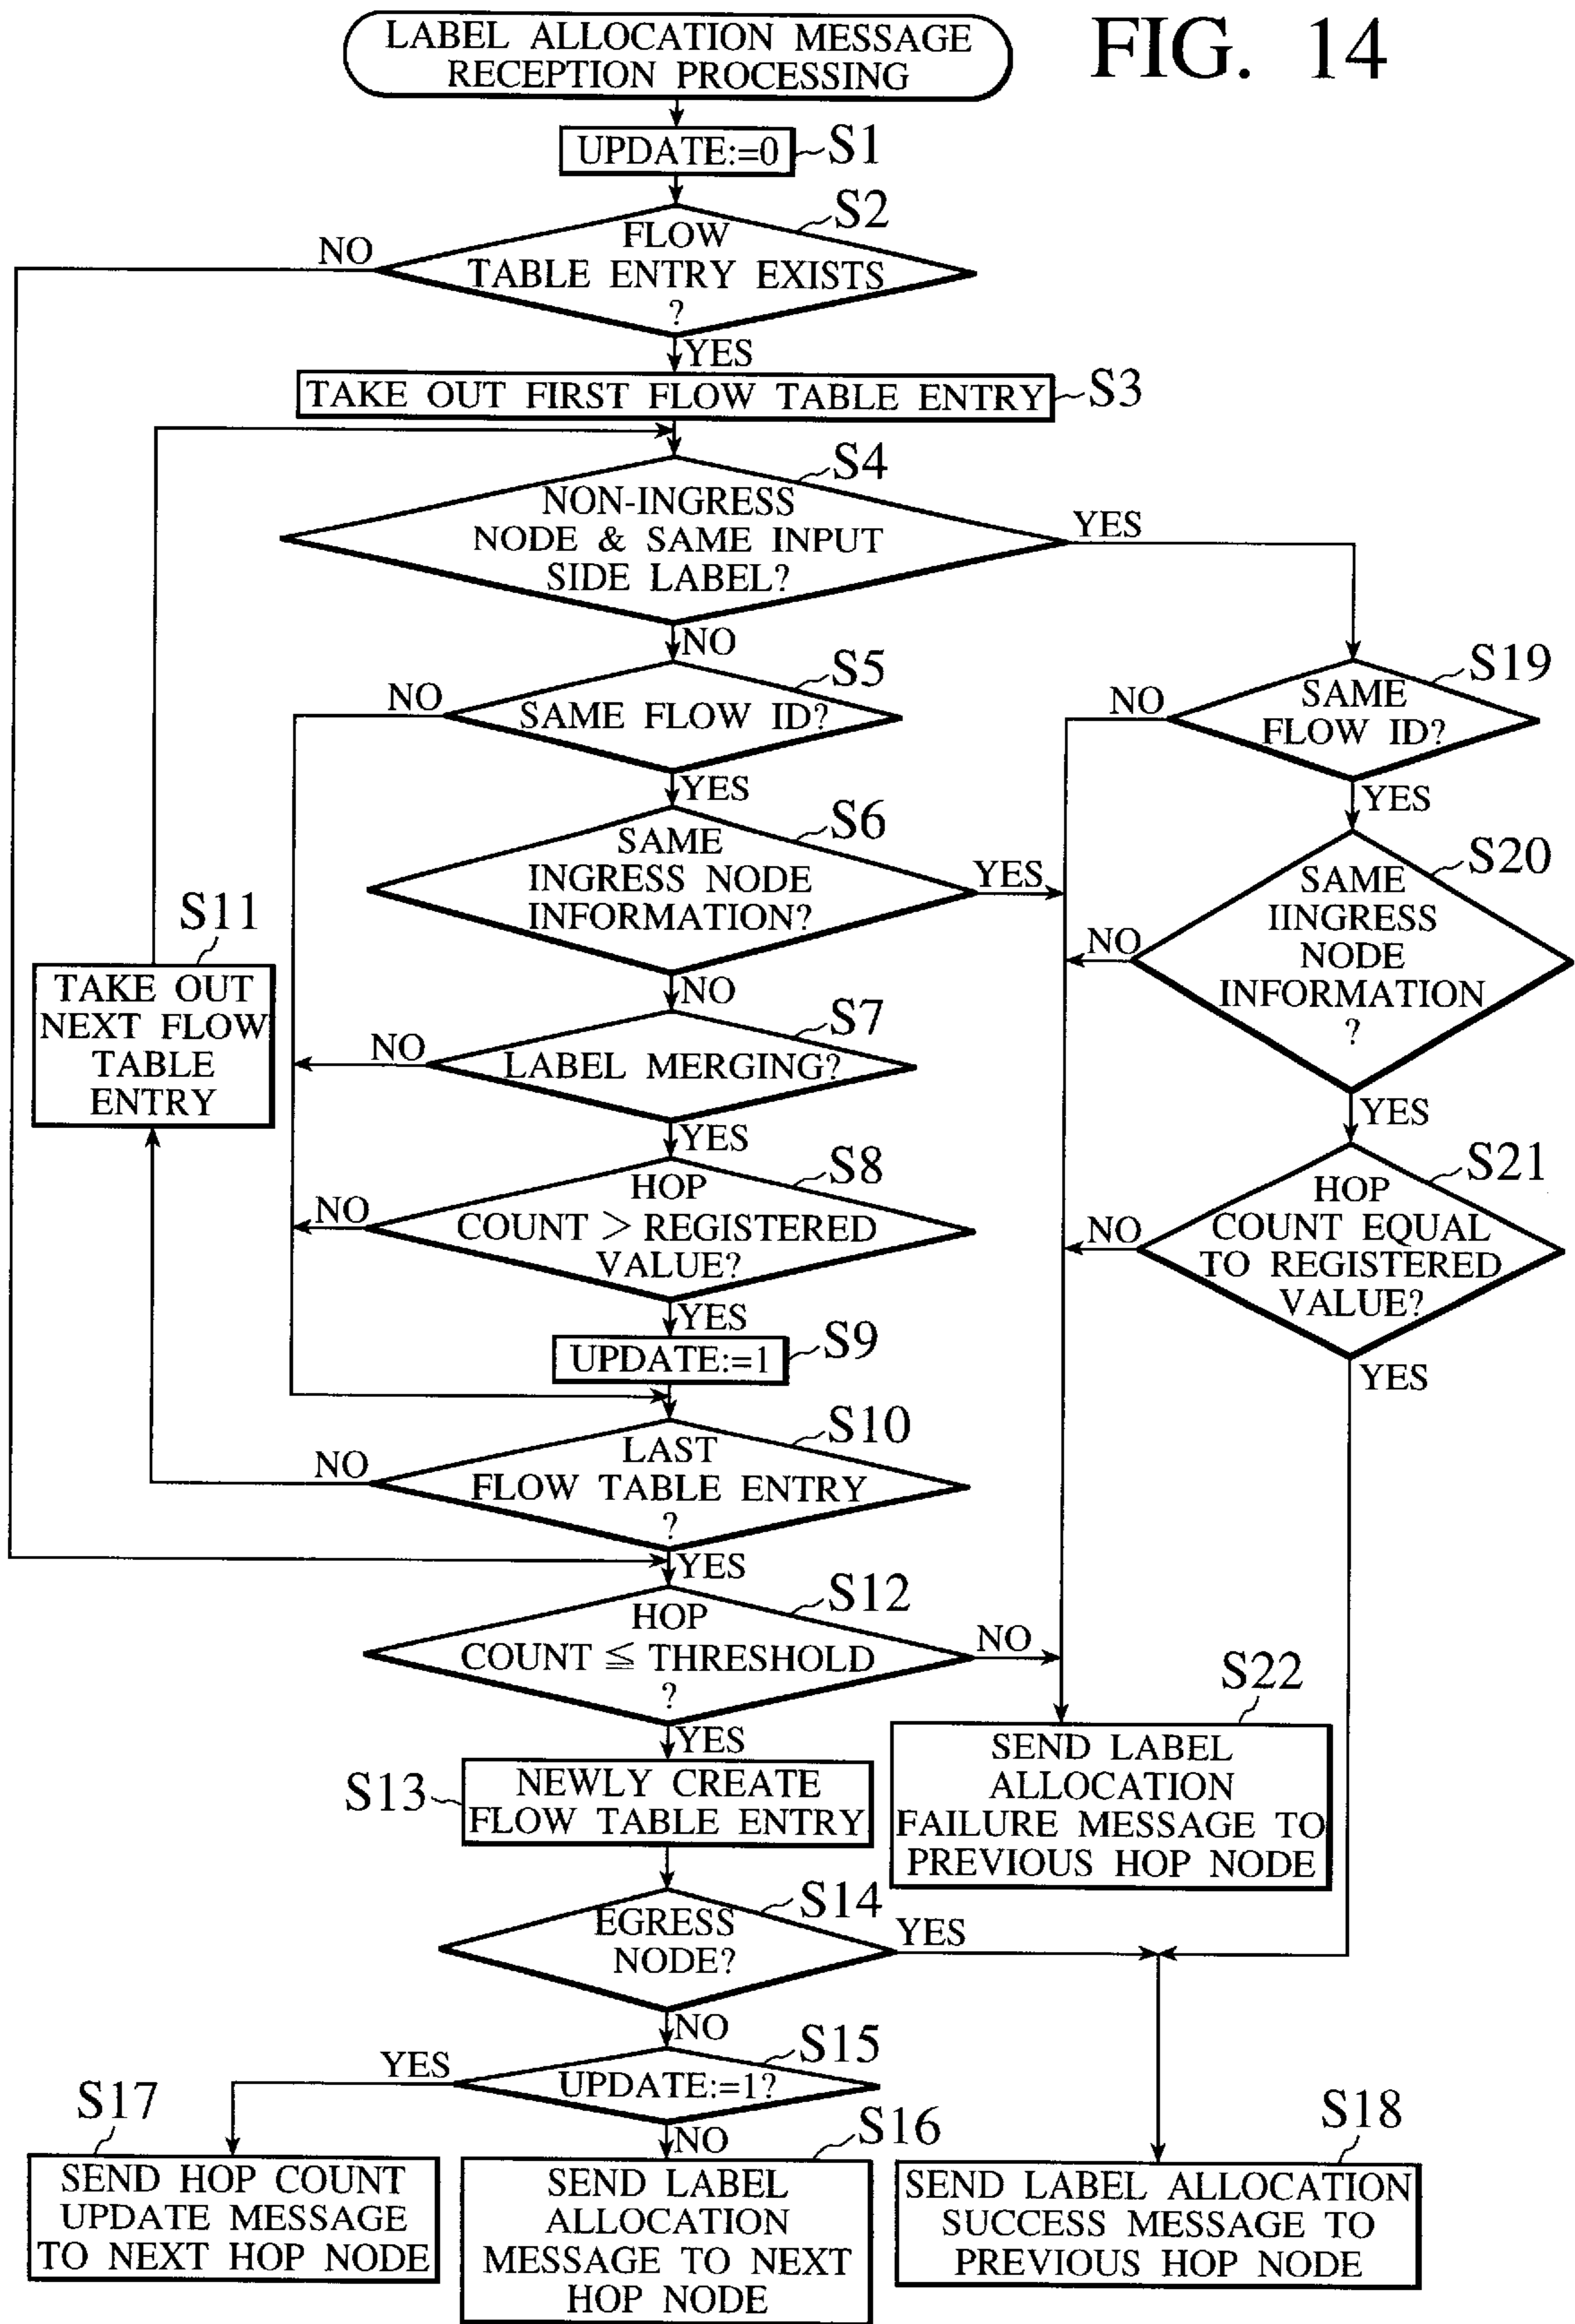 FIG. 14
LABEL ALLOCATION MESSAGE
RECEPTION PROCESSING
UPDATE:=0
S1
S2
FLOW
TABLE ENTRY EXISTS
?
NO
YES
TAKE OUT FIRST FLOW TABLE ENTRY
S3
S4
NON-INGRESS
NODE & SAME INPUT
SIDE LABEL?
YES
NO
S5
SAME FLOW ID?
NO
YES
S19
SAME
FLOW ID?
NO
YES
S6
SAME
INGRESS NODE
INFORMATION?
YES
NO
S20
SAME
IINGRESS
NODE
INFORMATION
?
NO
YES
S11
TAKE OUT
NEXT FLOW
TABLE
ENTRY
S7
LABEL MERGING?
NO
YES
S8
HOP
COUNT > REGISTERED
VALUE?
NO
YES
S21
HOP
COUNT EQUAL
TO REGISTERED
VALUE?
NO
YES
UPDATE:=1
S9
S10
LAST
FLOW TABLE ENTRY
?
NO
YES
S12
HOP
COUNT ≦ THRESHOLD
?
NO
YES
S22
SEND LABEL
ALLOCATION
FAILURE MESSAGE TO
PREVIOUS HOP NODE
S13
NEWLY CREATE
FLOW TABLE ENTRY
S14
EGRESS
NODE?
YES
NO
S15
UPDATE:=1?
YES
NO
S17
SEND HOP COUNT
UPDATE MESSAGE
TO NEXT HOP NODE
S16
SEND LABEL
ALLOCATION
MESSAGE TO NEXT
HOP NODE
S18
SEND LABEL ALLOCATION
SUCCESS MESSAGE TO
PREVIOUS HOP NODE